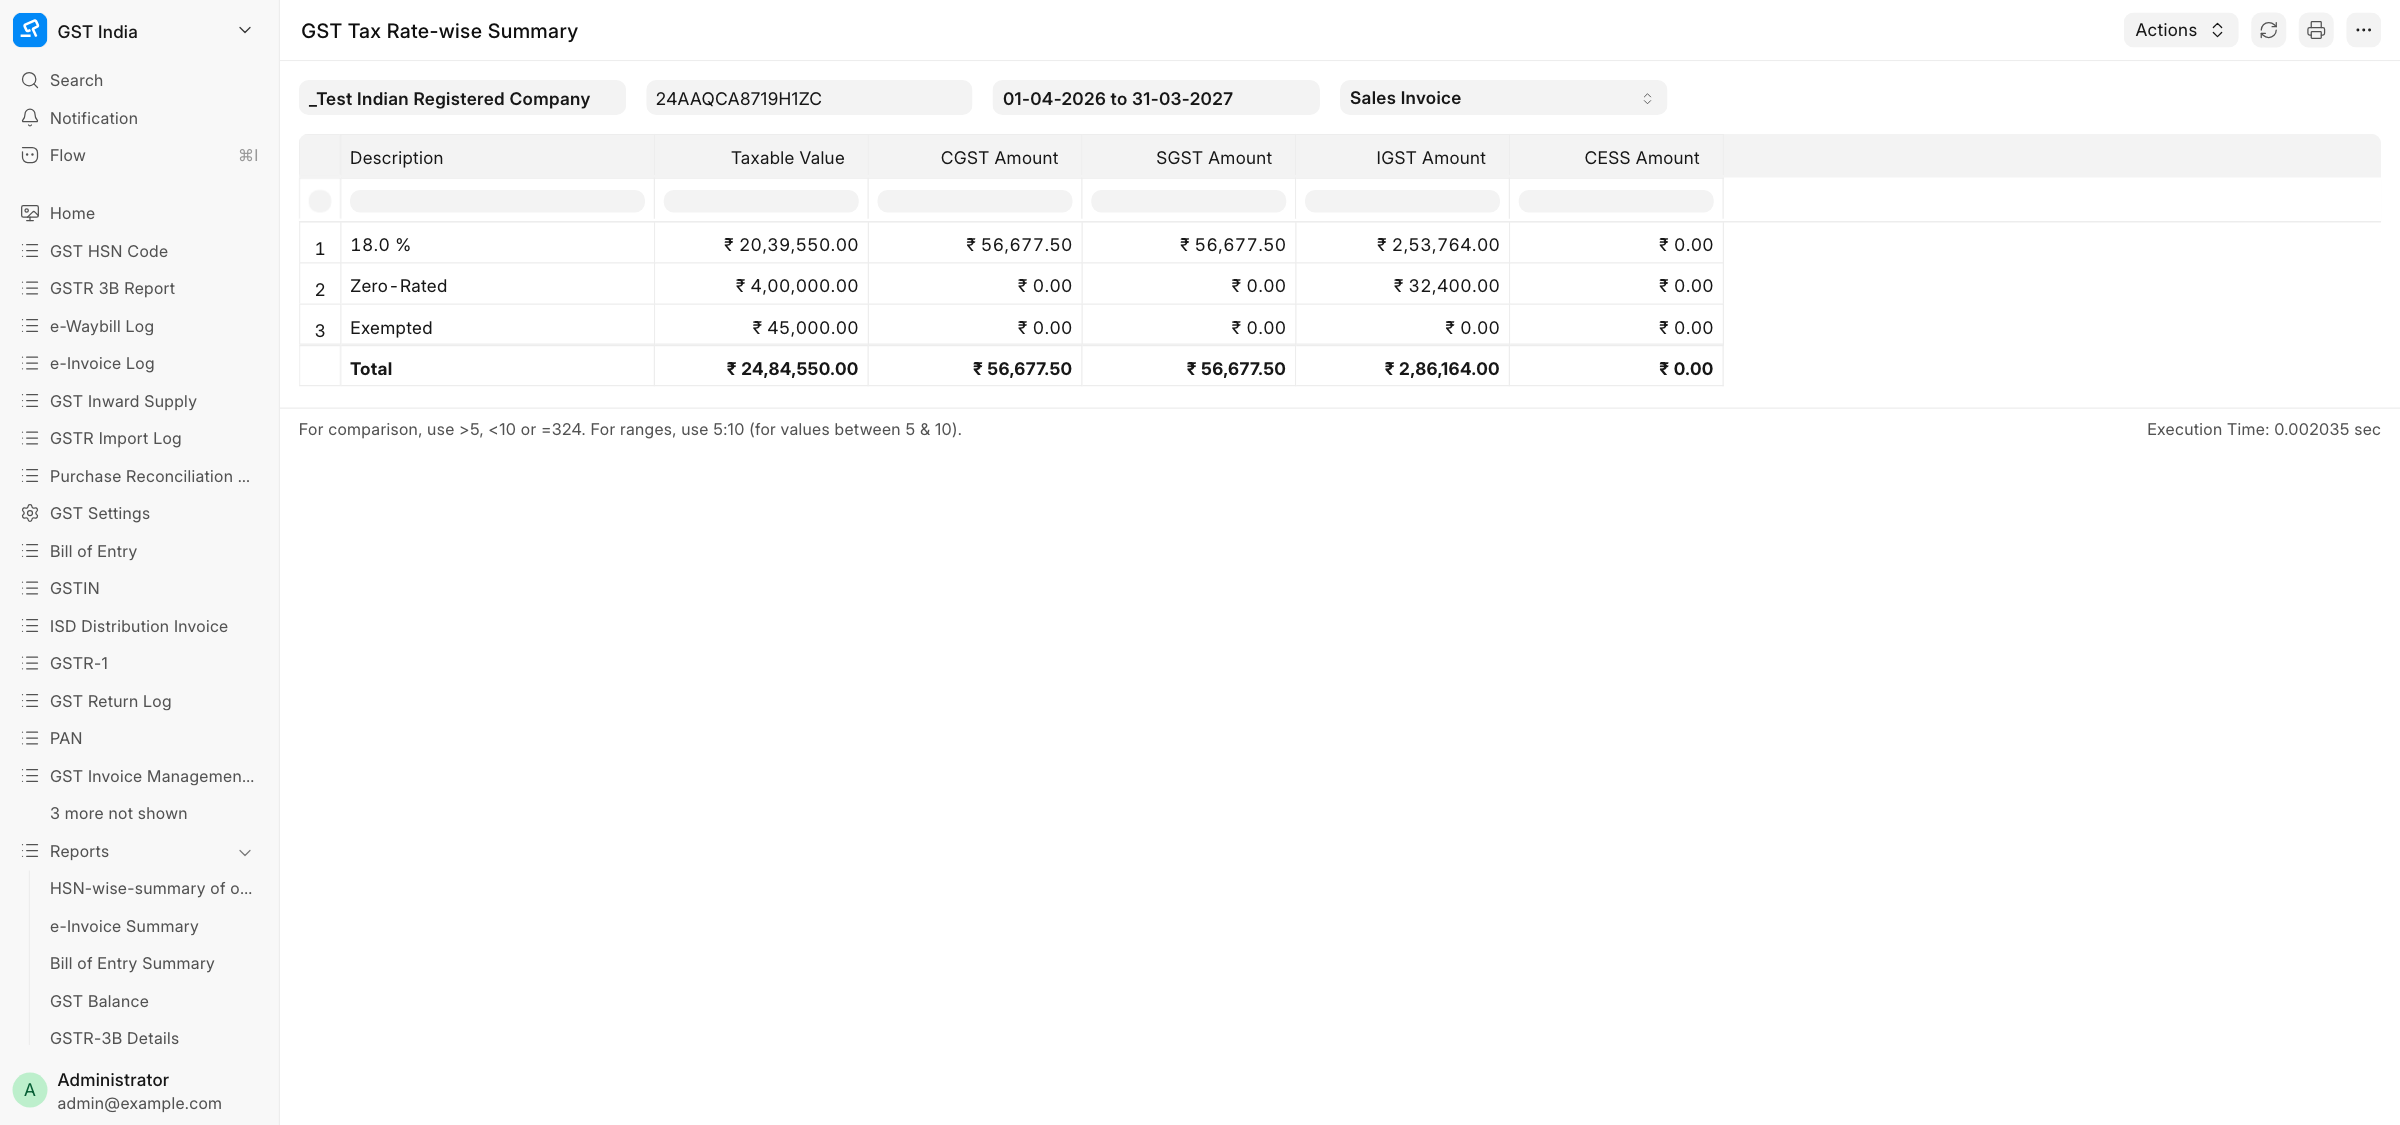 GST India
Search
Notification
Flow ⌘I
Home
GST HSN Code
GSTR 3B Report
e-Waybill Log
e-Invoice Log
GST Inward Supply
GSTR Import Log
Purchase Reconciliation ...
GST Settings
Bill of Entry
GSTIN
ISD Distribution Invoice
GSTR-1
GST Return Log
PAN
GST Invoice Managemen...
3 more not shown
Reports
HSN-wise-summary of o...
e-Invoice Summary
Bill of Entry Summary
GST Balance
GSTR-3B Details
A Administrator
admin@example.com
GST Tax Rate-wise Summary
Actions
_Test Indian Registered Company 24AAQCA8719H1ZC 01-04-2026 to 31-03-2027 Sales Invoice
Description Taxable Value CGST Amount SGST Amount IGST Amount CESS Amount
1 18.0 % ₹ 20,39,550.00 ₹ 56,677.50 ₹ 56,677.50 ₹ 2,53,764.00 ₹ 0.00
2 Zero-Rated ₹ 4,00,000.00 ₹ 0.00 ₹ 0.00 ₹ 32,400.00 ₹ 0.00
3 Exempted ₹ 45,000.00 ₹ 0.00 ₹ 0.00 ₹ 0.00 ₹ 0.00
Total ₹ 24,84,550.00 ₹ 56,677.50 ₹ 56,677.50 ₹ 2,86,164.00 ₹ 0.00
For comparison, use >5, <10 or =324. For ranges, use 5:10 (for values between 5 & 10). Execution Time: 0.002035 sec